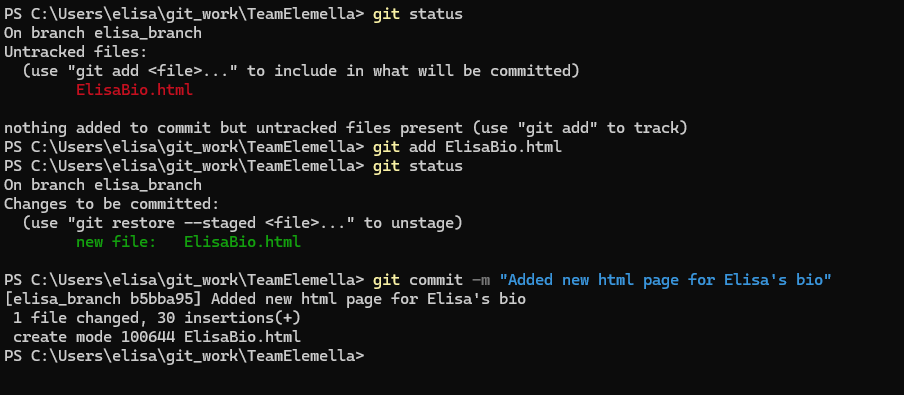 PS C:\Users\elisa\git_work\TeamElemella> git status
On branch elisa_branch
Untracked files:
  (use "git add <file>..." to include in what will be committed)
        ElisaBio.html

nothing added to commit but untracked files present (use "git add" to track)
PS C:\Users\elisa\git_work\TeamElemella> git add ElisaBio.html
PS C:\Users\elisa\git_work\TeamElemella> git status
On branch elisa_branch
Changes to be committed:
  (use "git restore --staged <file>..." to unstage)
        new file:   ElisaBio.html

PS C:\Users\elisa\git_work\TeamElemella> git commit -m "Added new html page for Elisa's bio"
[elisa_branch b5bba95] Added new html page for Elisa's bio
 1 file changed, 30 insertions(+)
 create mode 100644 ElisaBio.html
PS C:\Users\elisa\git_work\TeamElemella>